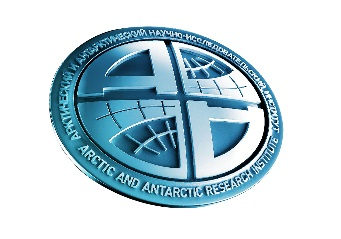 АРКТИЧЕСКИЙ И АНТАРКТИЧЕСКИЙ НАУЧНО-ИССЛЕДОВАТЕЛЬСКИЙ ИНСТИТУТ
ARCTIC AND ANTARCTIC RESEARCH INSTITUTE